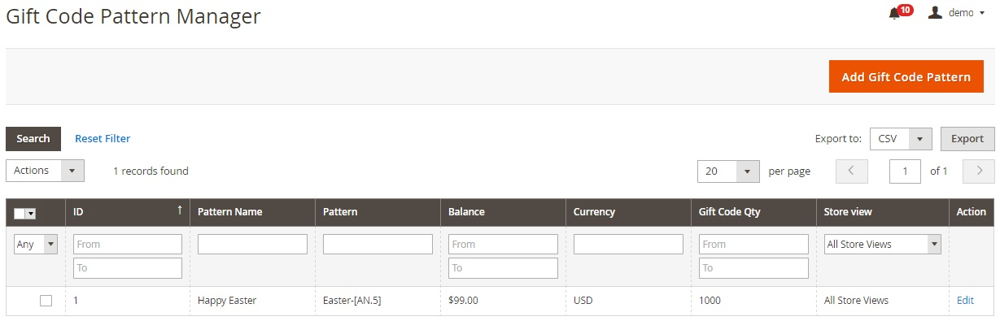 Gift Code Pattern Manager
10 demo
Add Gift Code Pattern
Search Reset Filter Export to: CSV Export
Actions 1 records found 20 per page 1 of 1
ID ↑ Pattern Name Pattern Balance Currency Gift Code Qty Store view Action
Any From From From All Store Views
To To To
1 Happy Easter Easter-[AN.5] $99.00 USD 1000 All Store Views Edit